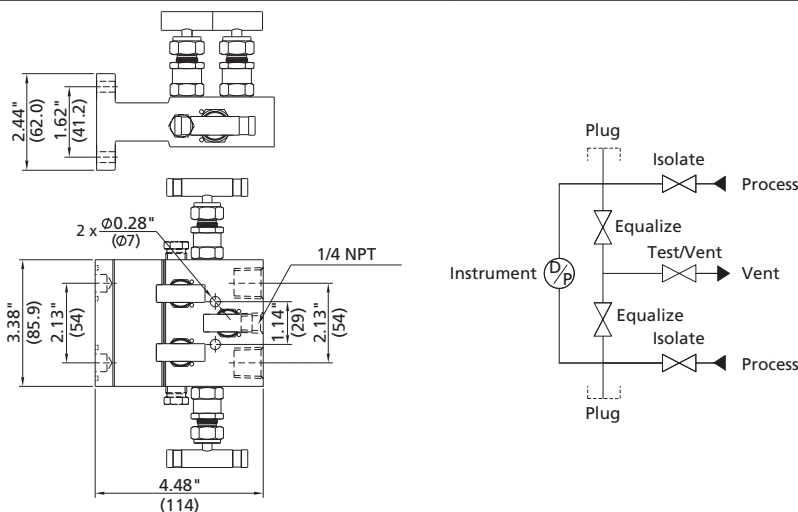 2.44"
(62.0)
1.62"
(41.2)
2 x Ø0.28"
(Ø7)
1/4 NPT
3.38"
(85.9)
2.13"
(54)
1.14"
(29)
2.13"
(54)
4.48"
(114)
Plug
Isolate
Process
Equalize
Test/Vent
Instrument
D/P
Vent
Equalize
Isolate
Process
Plug